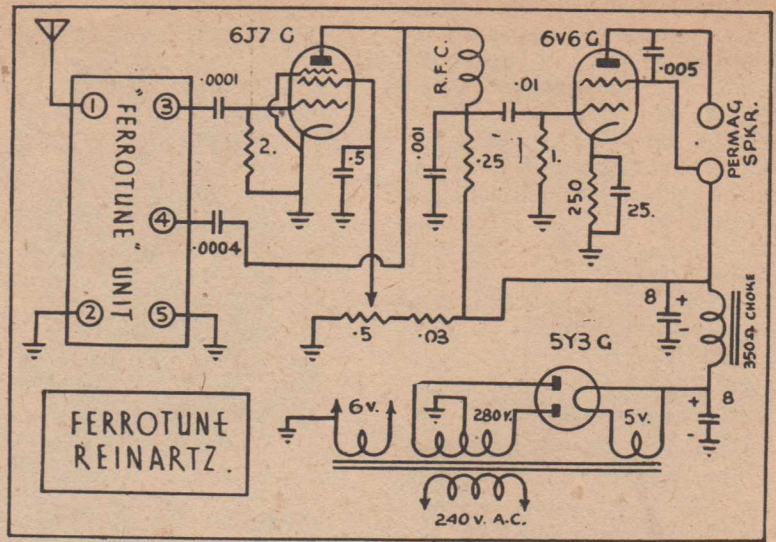 6J7 G
6V6 G
R.F.C.
.0001
.01
.005
①
③
"FERROTUNE" UNIT
2.
.5
.001
.25
1.
250
25.
PERMAG.
SPKR.
④
.0004
②
⑤
.5
.03
8
+
-
350Ω CHOKE
5Y3 G
6v.
280v.
5v.
+
8
-
240 v. A.C.
FERROTUNE
REINARTZ.